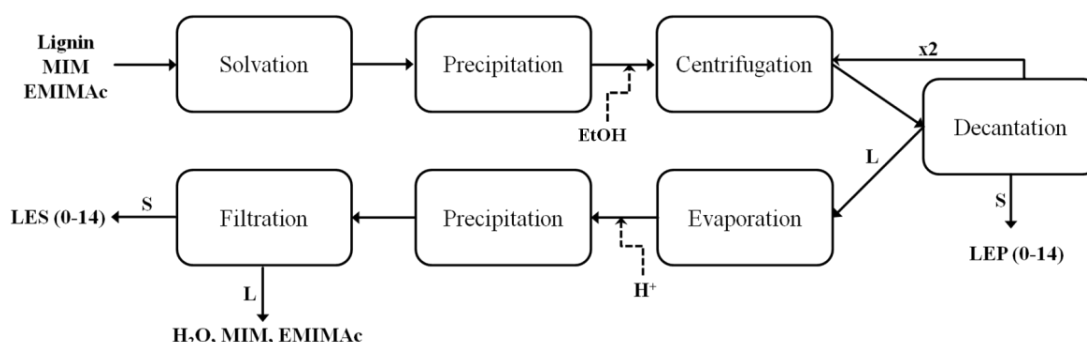 Lignin
MIM
EMIMAc
Solvation
Precipitation
EtOH
Centrifugation
x2
Decantation
L
S
LEP (0-14)
Evaporation
H⁺
Precipitation
Filtration
S
LES (0-14)
L
H₂O, MIM, EMIMAc